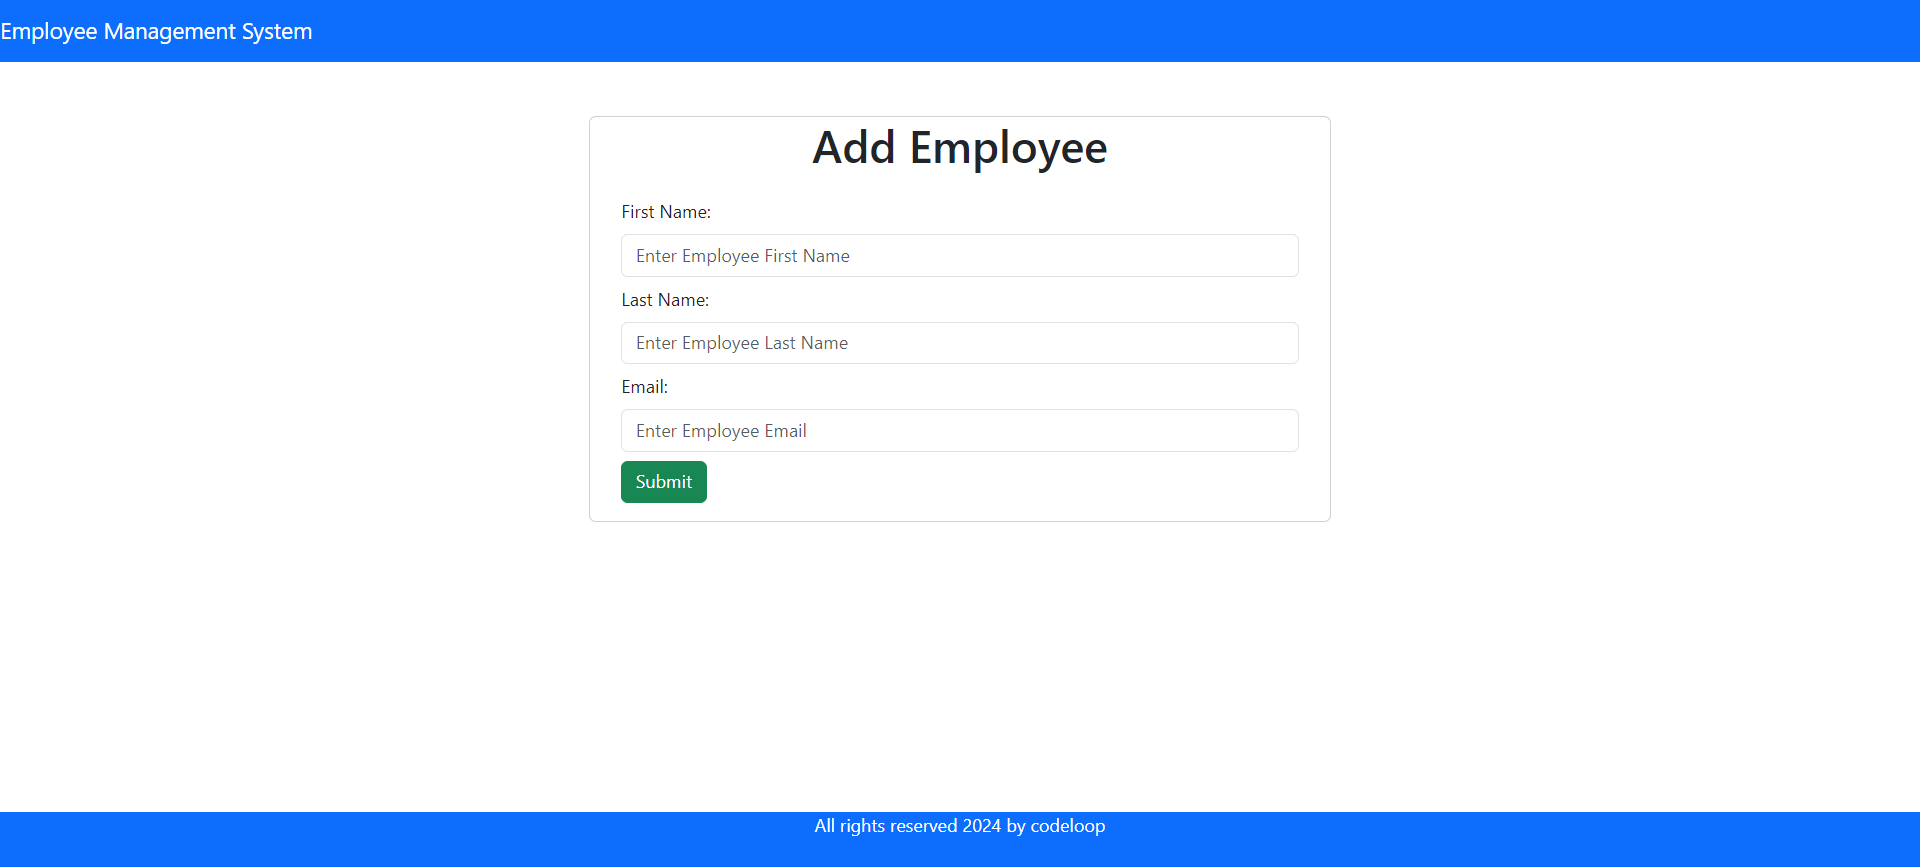 Employee Management System
Add Employee
First Name:
Enter Employee First Name
Last Name:
Enter Employee Last Name
Email:
Enter Employee Email
Submit
All rights reserved 2024 by codeloop